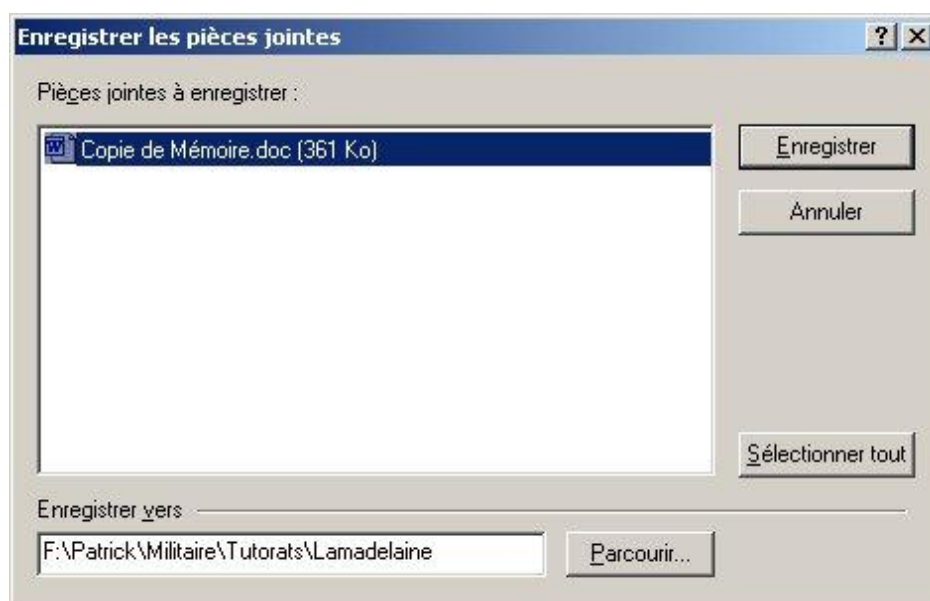 Enregistrer les pièces jointes
Pièces jointes à enregistrer :
Copie de Mémoire.doc (361 Ko)
Enregistrer
Annuler
Sélectionner tout
Enregistrer vers
F:\Patrick\Militaire\Tutorats\Lamadelaine
Parcourir...